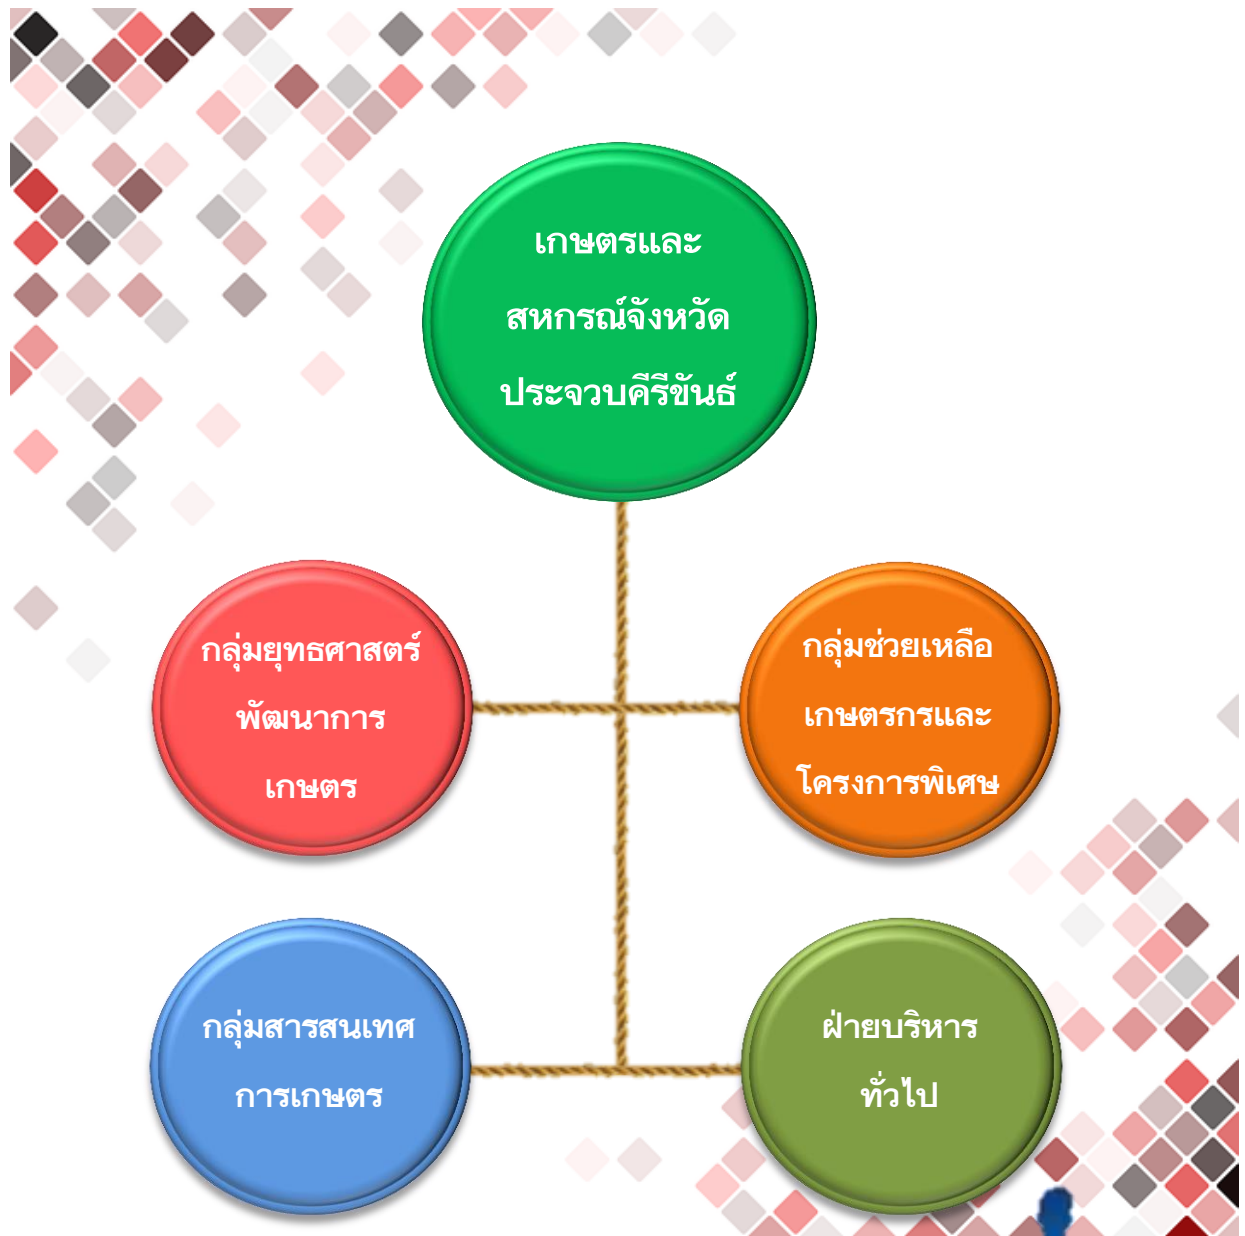 เกษตรและ
สหกรณ์จังหวัด
ประจวบคีรีขันธ์
กลุ่มยุทธศาสตร์
พัฒนาการ
เกษตร
กลุ่มช่วยเหลือ
เกษตรกรและ
โครงการพิเศษ
กลุ่มสารสนเทศ
การเกษตร
ฝ่ายบริหาร
ทั่วไป